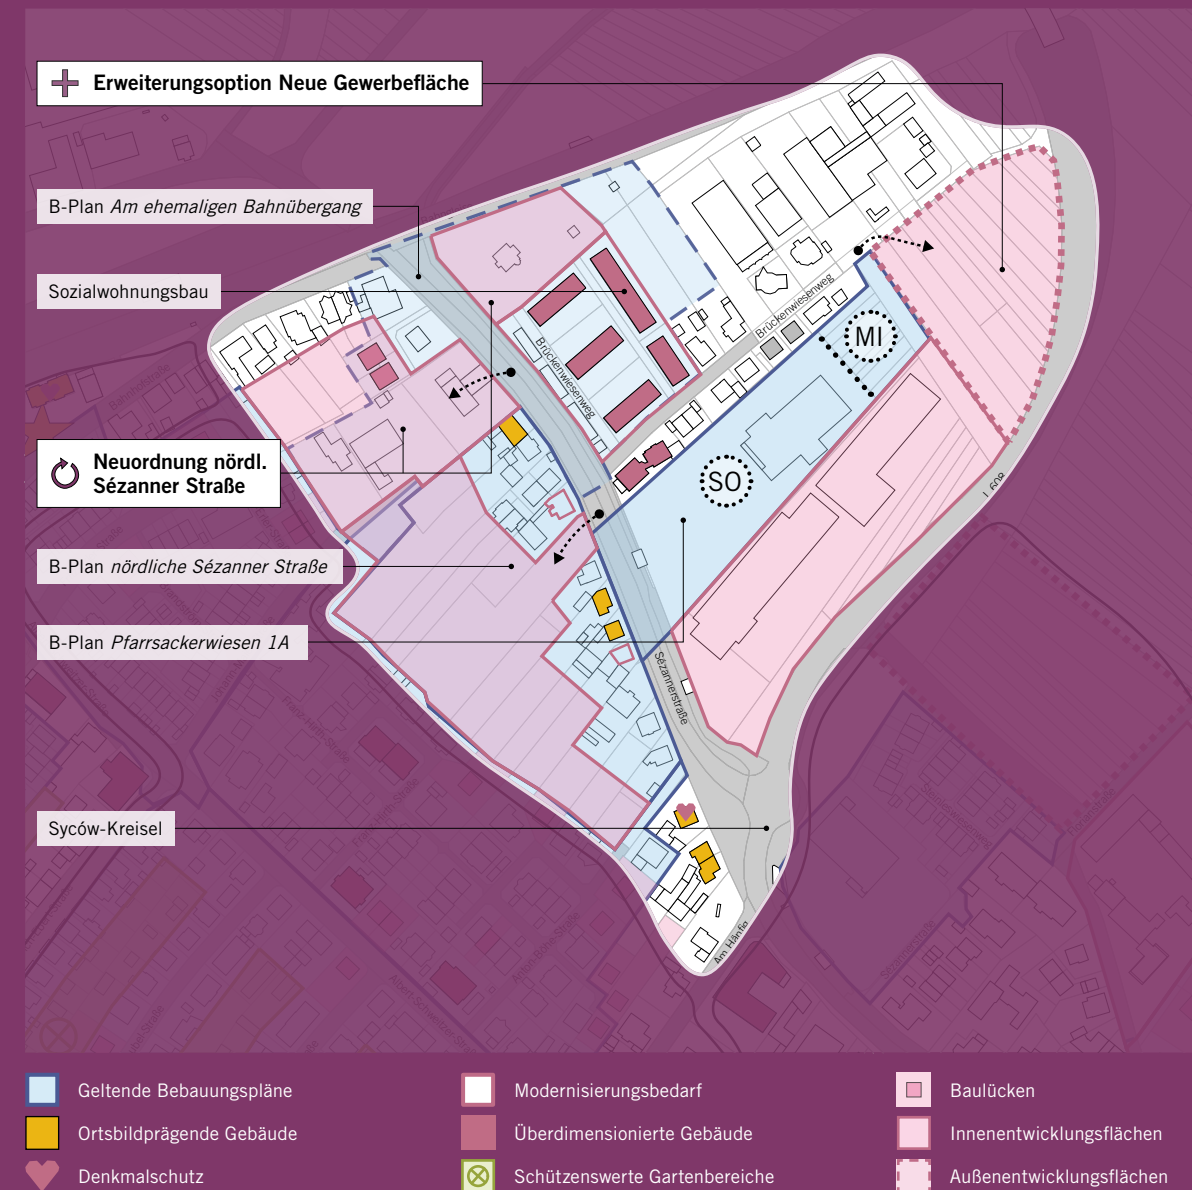 Erweiterungsoption Neue Gewerbefläche
B-Plan Am ehemaligen Bahnübergang
Sozialwohnungsbau
Neuordnung nördl.
Sézanner Straße
B-Plan nördliche Sézanner Straße
B-Plan Pfarrsackerwiesen 1A
Syców-Kreisel
Brückenwiesenweg
Brückenwiesenweg
MI
SO
Sézannerstraße
Am Hänfig
Geltende Bebauungspläne
Ortsbildprägende Gebäude
Denkmalschutz
Modernisierungsbedarf
Überdimensionierte Gebäude
Schützenswerte Gartenbereiche
Baulücken
Innenentwicklungsflächen
Außenentwicklungsflächen